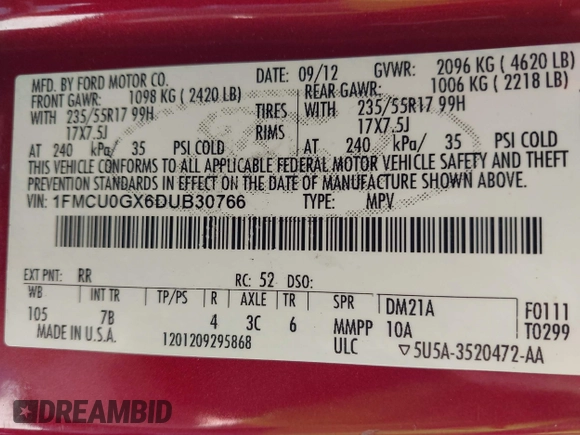 MFD. BY FORD MOTOR CO. DATE: 09/12 GVWR: 2096 KG ( 4620 LB)
FRONT GAWR: 1098 KG ( 2420 LB) REAR GAWR: 1006 KG ( 2218 LB)
WITH 235/55R17 99H TIRES WITH 235/55R17 99H
17X7.5J RIMS 17X7.5J
AT 240 kPa/ 35 PSI COLD AT 240 kPa/ 35 PSI COLD
THIS VEHICLE CONFORMS TO ALL APPLICABLE FEDERAL MOTOR VEHICLE SAFETY AND THEFT
PREVENTION STANDARDS IN EFFECT ON THE DATE OF MANUFACTURE SHOWN ABOVE.
VIN: 1FMCU0GX6DUB30766 TYPE: MPV
EXT PNT: RR RC: 52 DSO:
WB INT TR TP/PS R AXLE TR SPR DM21A F0111
105 7B 4 3C 6 MMPP 10A T0299
MADE IN U.S.A. 1201209295868 ULC ▽5U5A-3520472-AA
DREAMBID